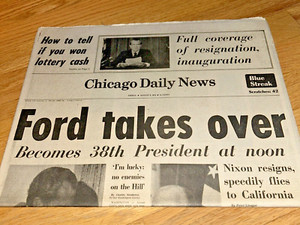 How to tell
if you won
lottery cash
Full coverage
of resignation,
inauguration
Chicago Daily News
Blue
Streak
Ford takes over
Becomes 38th President at noon
'I'm lucky:
no enemies
on the Hill'
Nixon resigns,
speedily flies
to California